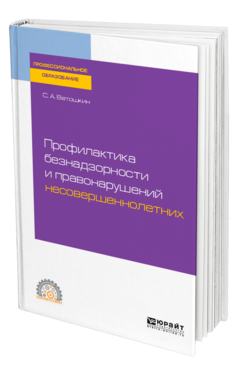 ПРОФЕССИОНАЛЬНОЕ
ОБРАЗОВАНИЕ
С. А. Ветошкин
Профилактика
безнадзорности
и правонарушений
несовершеннолетних
юрайт